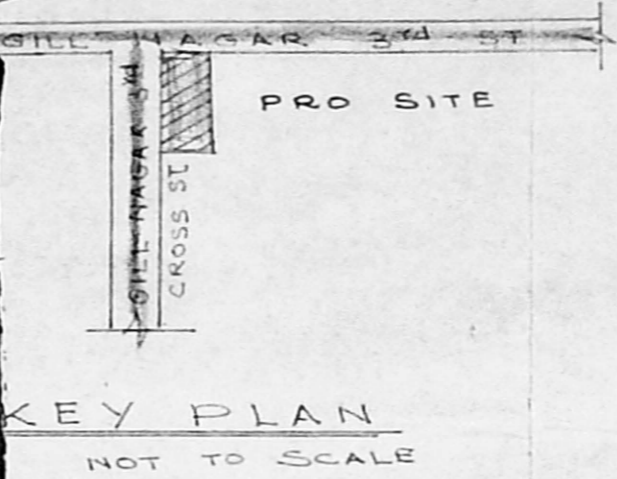 GILL NAGAR 3rd ST
PRO SITE
GILL NAGAR 3rd
CROSS ST
KEY PLAN
NOT TO SCALE